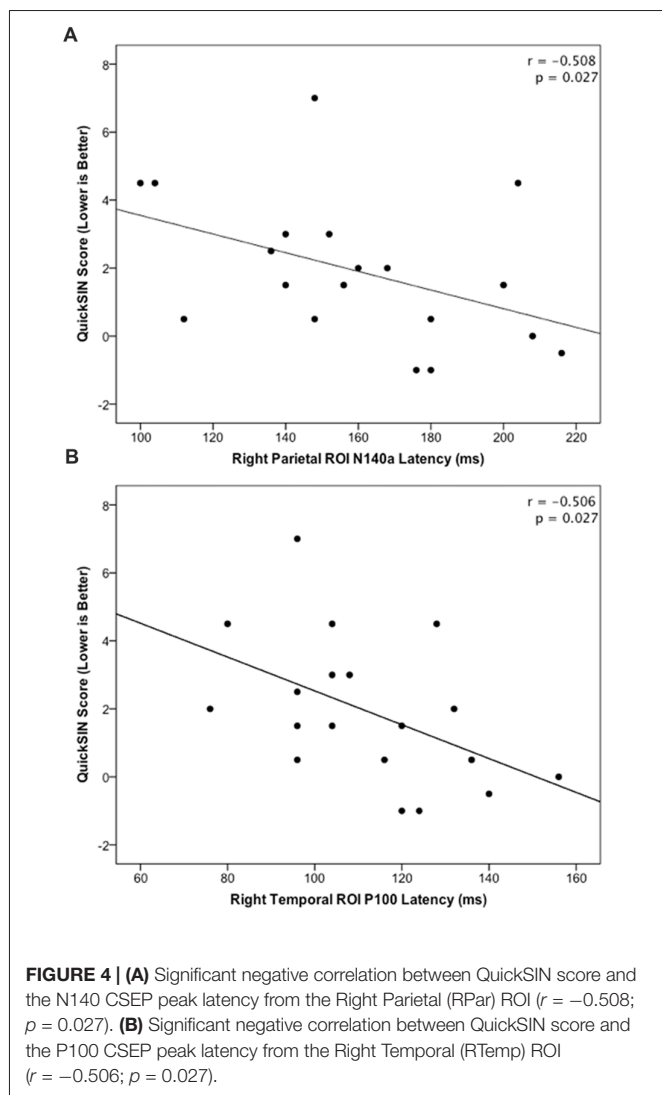 A
r = -0.508
p = 0.027
QuickSIN Score (Lower is Better)
8
6
4
2
0
-2
100 120 140 160 180 200 220
Right Parietal ROI N140a Latency (ms)
B
r = -0.506
p = 0.027
QuickSIN Score (Lower is Better)
8
6
4
2
0
-2
60 80 100 120 140 160
Right Temporal ROI P100 Latency (ms)
FIGURE 4 | (A) Significant negative correlation between QuickSIN score and
the N140 CSEP peak latency from the Right Parietal (RPar) ROI (r = −0.508;
p = 0.027). (B) Significant negative correlation between QuickSIN score and
the P100 CSEP peak latency from the Right Temporal (RTemp) ROI
(r = −0.506; p = 0.027).